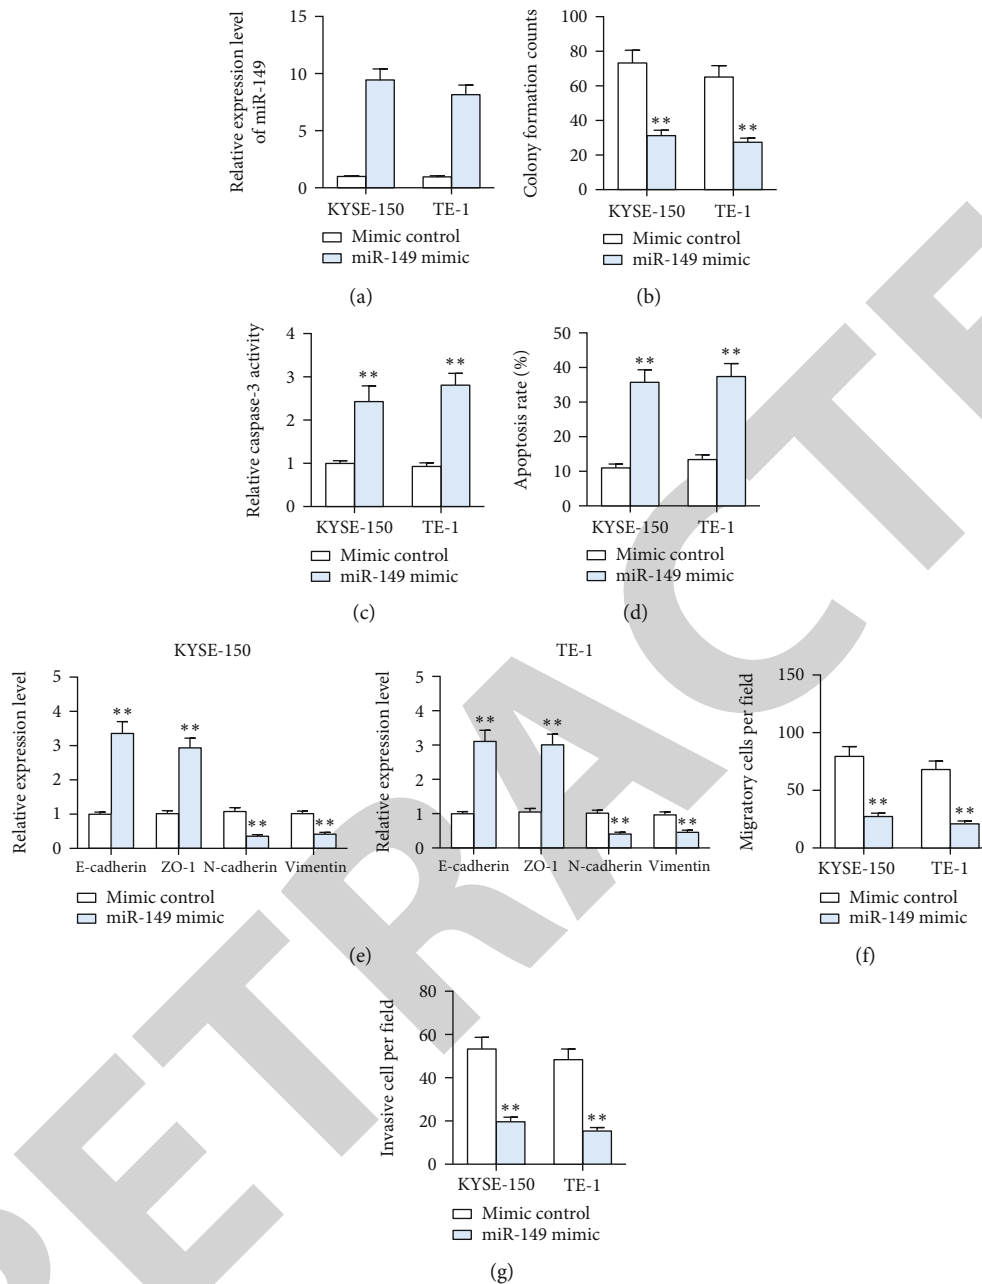 Relative expression level
of miR-149
15
10
5
0
KYSE-150 TE-1
Mimic control
miR-149 mimic
(a)
Colony formation counts
100
80
60
40
20
0
** **
KYSE-150 TE-1
Mimic control
miR-149 mimic
(b)
Relative caspase-3 activity
4
3
2
1
0
** **
KYSE-150 TE-1
Mimic control
miR-149 mimic
(c)
Apoptosis rate (%)
50
40
30
20
10
0
** **
KYSE-150 TE-1
Mimic control
miR-149 mimic
(d)
KYSE-150
Relative expression level
5
4
3
2
1
0
** ** ** **
E-cadherin ZO-1 N-cadherin Vimentin
Mimic control
miR-149 mimic
TE-1
Relative expression level
5
4
3
2
1
0
** ** ** **
E-cadherin ZO-1 N-cadherin Vimentin
Mimic control
miR-149 mimic
(e)
Migratory cells per field
150
100
50
0
** **
KYSE-150 TE-1
Mimic control
miR-149 mimic
(f)
Invasive cell per field
80
60
40
20
0
** **
KYSE-150 TE-1
Mimic control
miR-149 mimic
(g)
RETRACTE